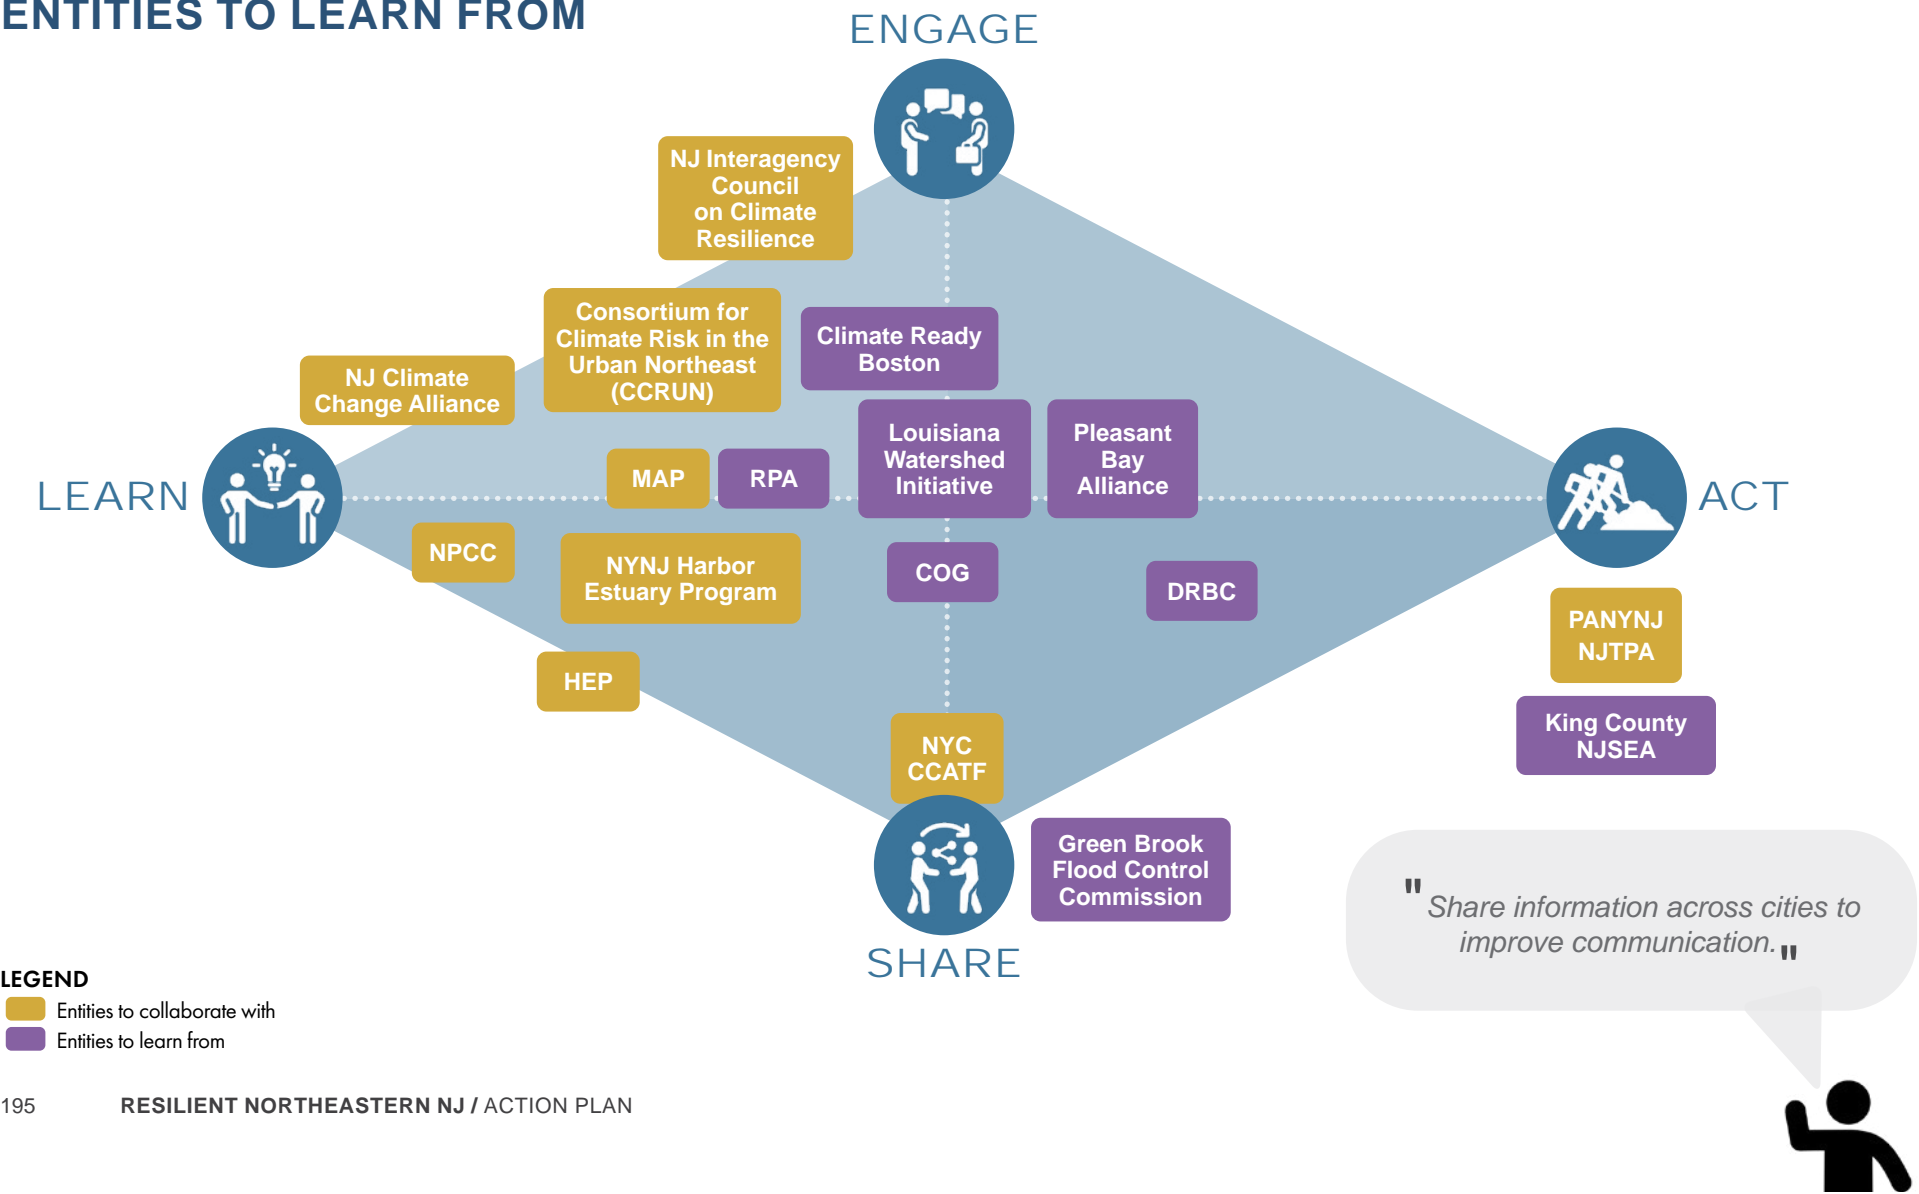 ENTITIES TO LEARN FROM
ENGAGE
NJ Interagency
Council
on Climate
Resilience
Consortium for
Climate Risk in the
Urban Northeast
(CCRUN)
Climate Ready
Boston
NJ Climate
Change Alliance
Louisiana
Watershed
Initiative
Pleasant
Bay
Alliance
MAP
RPA
LEARN
ACT
NPCC
NYNJ Harbor
Estuary Program
COG
DRBC
PANYNJ
NJTPA
HEP
King County
NJSEA
NYC
CCATF
Green Brook
Flood Control
Commission
SHARE
"Share information across cities to
improve communication."
LEGEND
Entities to collaborate with
Entities to learn from
195 RESILIENT NORTHEASTERN NJ / ACTION PLAN